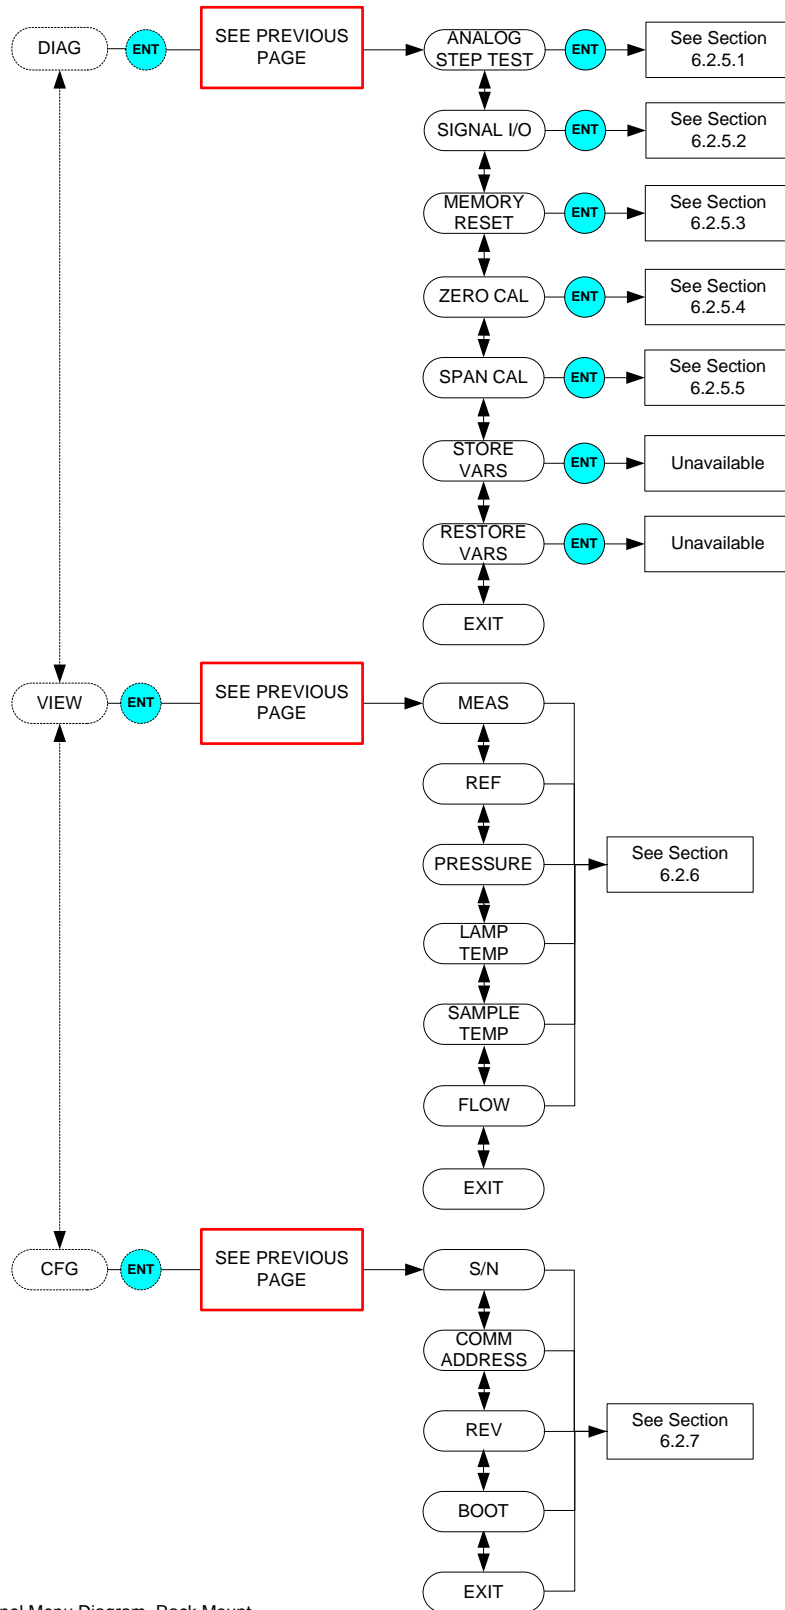 DIAG
ENT
SEE PREVIOUS
PAGE
ANALOG
STEP TEST
ENT
See Section
6.2.5.1
SIGNAL I/O
ENT
See Section
6.2.5.2
MEMORY
RESET
ENT
See Section
6.2.5.3
ZERO CAL
ENT
See Section
6.2.5.4
SPAN CAL
ENT
See Section
6.2.5.5
STORE
VARS
ENT
Unavailable
RESTORE
VARS
ENT
Unavailable
EXIT
VIEW
ENT
SEE PREVIOUS
PAGE
MEAS
REF
PRESSURE
See Section
6.2.6
LAMP
TEMP
SAMPLE
TEMP
FLOW
EXIT
CFG
ENT
SEE PREVIOUS
PAGE
S/N
COMM
ADDRESS
REV
See Section
6.2.7
BOOT
EXIT